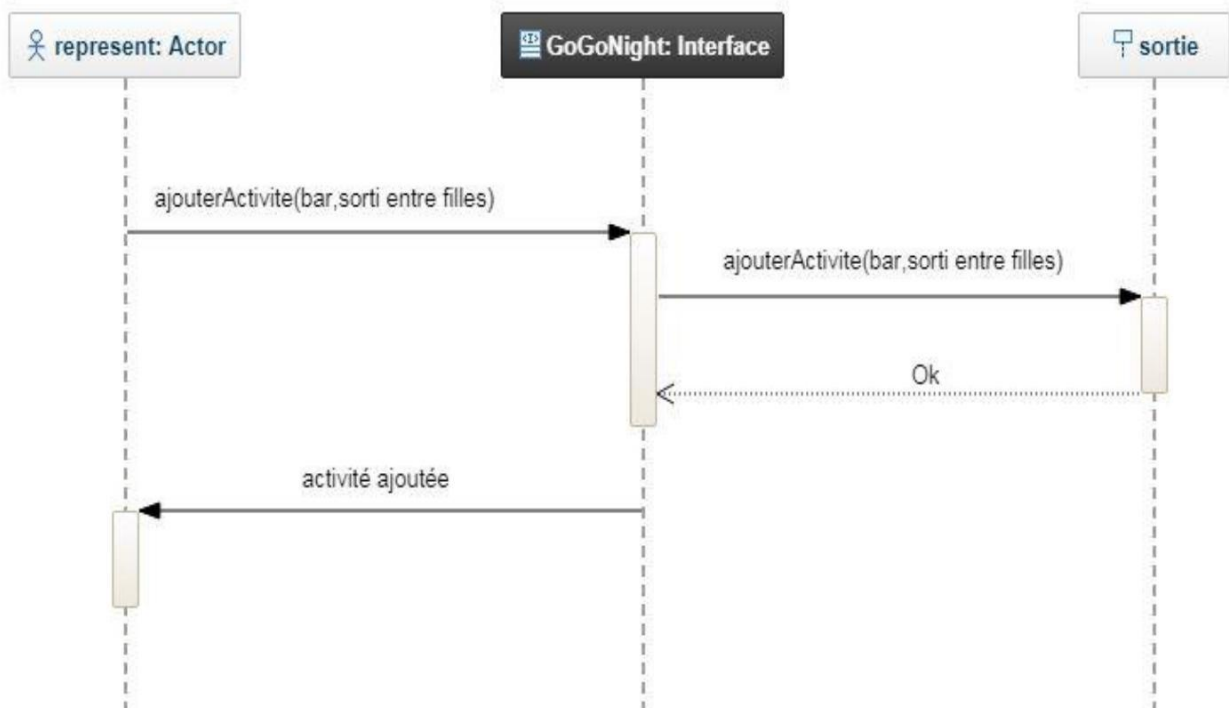 represent: Actor
GoGoNight: Interface
sortie
ajouterActivite(bar,sorti entre filles)
ajouterActivite(bar,sorti entre filles)
Ok
activité ajoutée